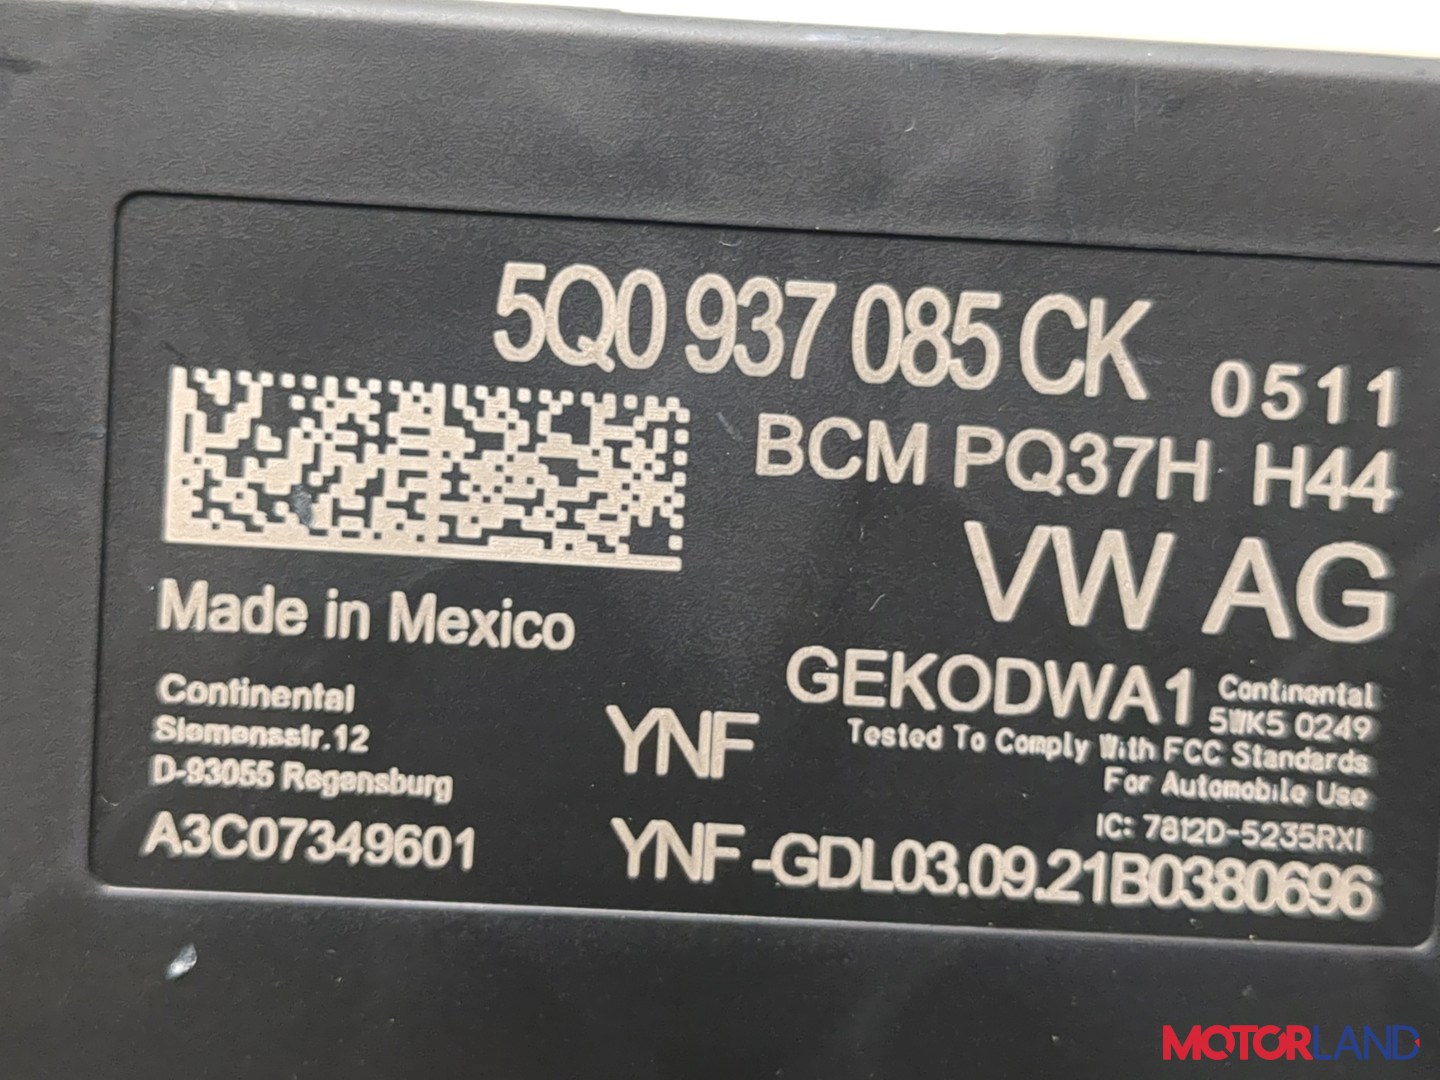 5Q0 937 085 CK 0511
BCM PQ37H H44
VW AG
Made in Mexico
GEKODWA1
Continental
5WK5 0249
Tested To Comply With FCC Standards
For Automobile Use
IC: 7812D-5235RXI
Continental
Siemensstr.12
D-93055 Regensburg
A3C07349601
YNF
YNF-GDL03.09.21B0380696
MOTORLAND